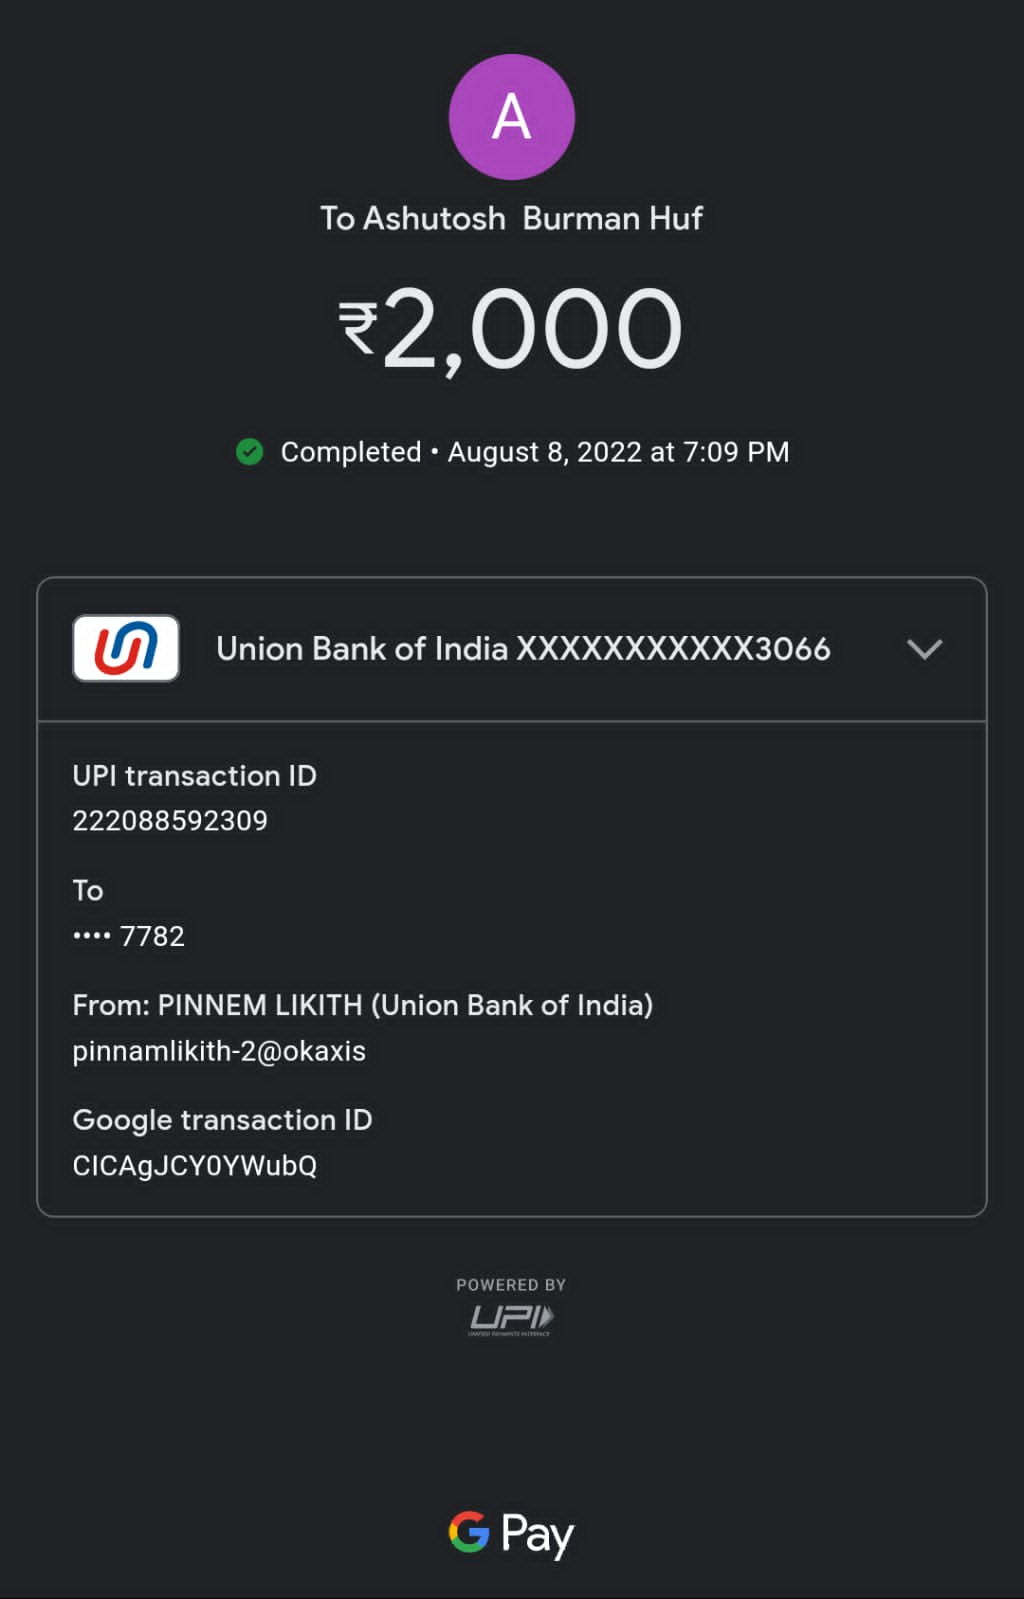 A
To Ashutosh  Burman Huf
₹2,000
Completed • August 8, 2022 at 7:09 PM
Union Bank of India XXXXXXXXXXX3066
UPI transaction ID
222088592309
To
•••• 7782
From: PINNEM LIKITH (Union Bank of India)
pinnamlikith-2@okaxis
Google transaction ID
CICAgJCY0YWubQ
POWERED BY
UPI
UNIFIED PAYMENTS INTERFACE
G Pay